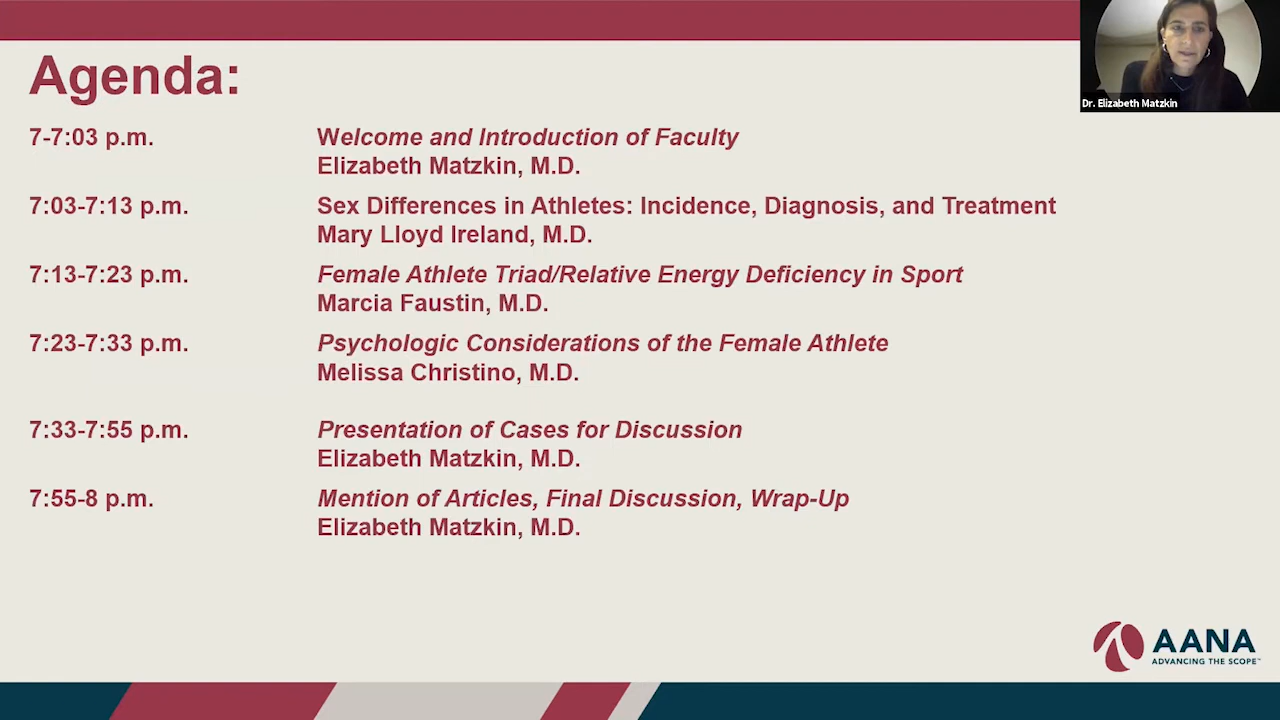 Agenda:
Dr. Elizabeth Matzkin
7-7:03 p.m.
Welcome and Introduction of Faculty
Elizabeth Matzkin, M.D.
7:03-7:13 p.m.
Sex Differences in Athletes: Incidence, Diagnosis, and Treatment
Mary Lloyd Ireland, M.D.
7:13-7:23 p.m.
Female Athlete Triad/Relative Energy Deficiency in Sport
Marcia Faustin, M.D.
7:23-7:33 p.m.
Psychologic Considerations of the Female Athlete
Melissa Christino, M.D.
7:33-7:55 p.m.
Presentation of Cases for Discussion
Elizabeth Matzkin, M.D.
7:55-8 p.m.
Mention of Articles, Final Discussion, Wrap-Up
Elizabeth Matzkin, M.D.
AANA
ADVANCING THE SCOPE™